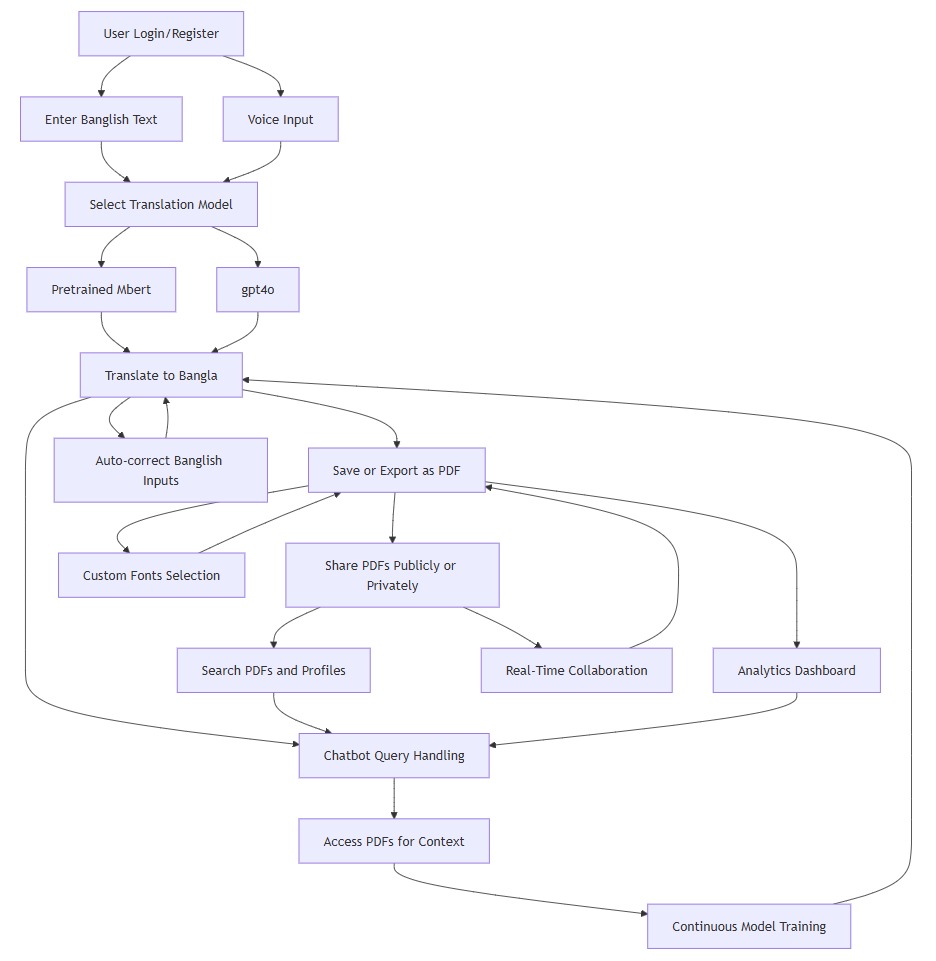 User Login/Register
Enter Banglish Text
Voice Input
Select Translation Model
Pretrained Mbert
gpt4o
Translate to Bangla
Auto-correct Banglish
Inputs
Save or Export as PDF
Custom Fonts Selection
Share PDFs Publicly or
Privately
Search PDFs and Profiles
Real-Time Collaboration
Analytics Dashboard
Chatbot Query Handling
Access PDFs for Context
Continuous Model Training